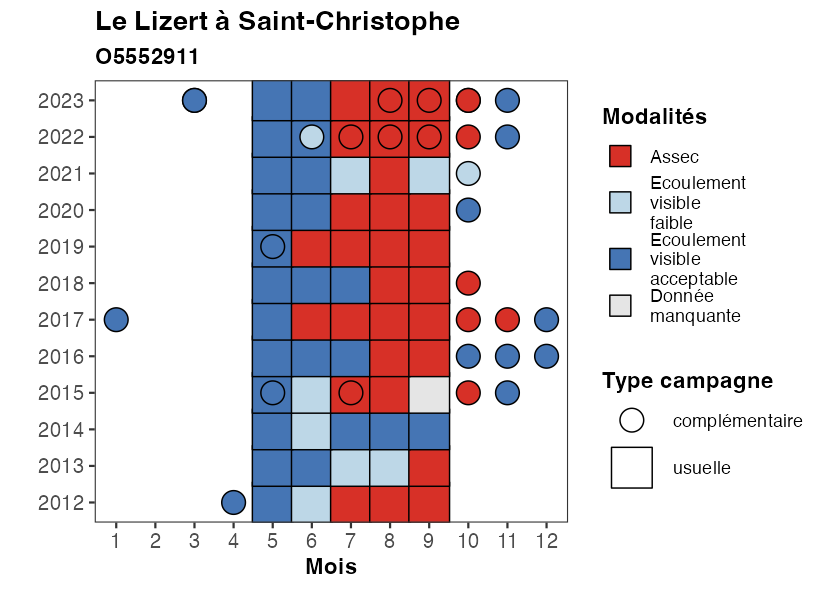 Le Lizert à Saint-Christophe
O5552911
2023
2022
2021
2020
2019
2018
2017
2016
2015
2014
2013
2012
1 2 3 4 5 6 7 8 9 10 11 12
Mois
Modalités
Assec
Ecoulement
visible
faible
Ecoulement
visible
acceptable
Donnée
manquante
Type campagne
complémentaire
usuelle